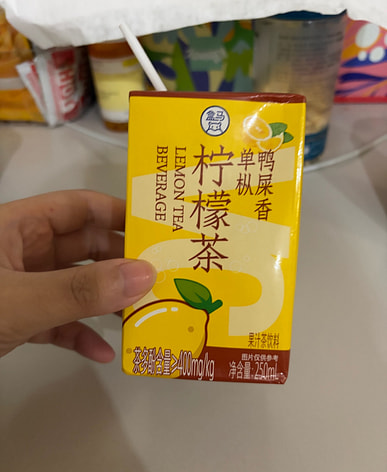 盒马
鸭屎香
单枞
柠檬茶
LEMON TEA
BEVERAGE
果汁茶饮料
图片仅供参考
茶多酚含量≥400mg/kg
净含量：250mL